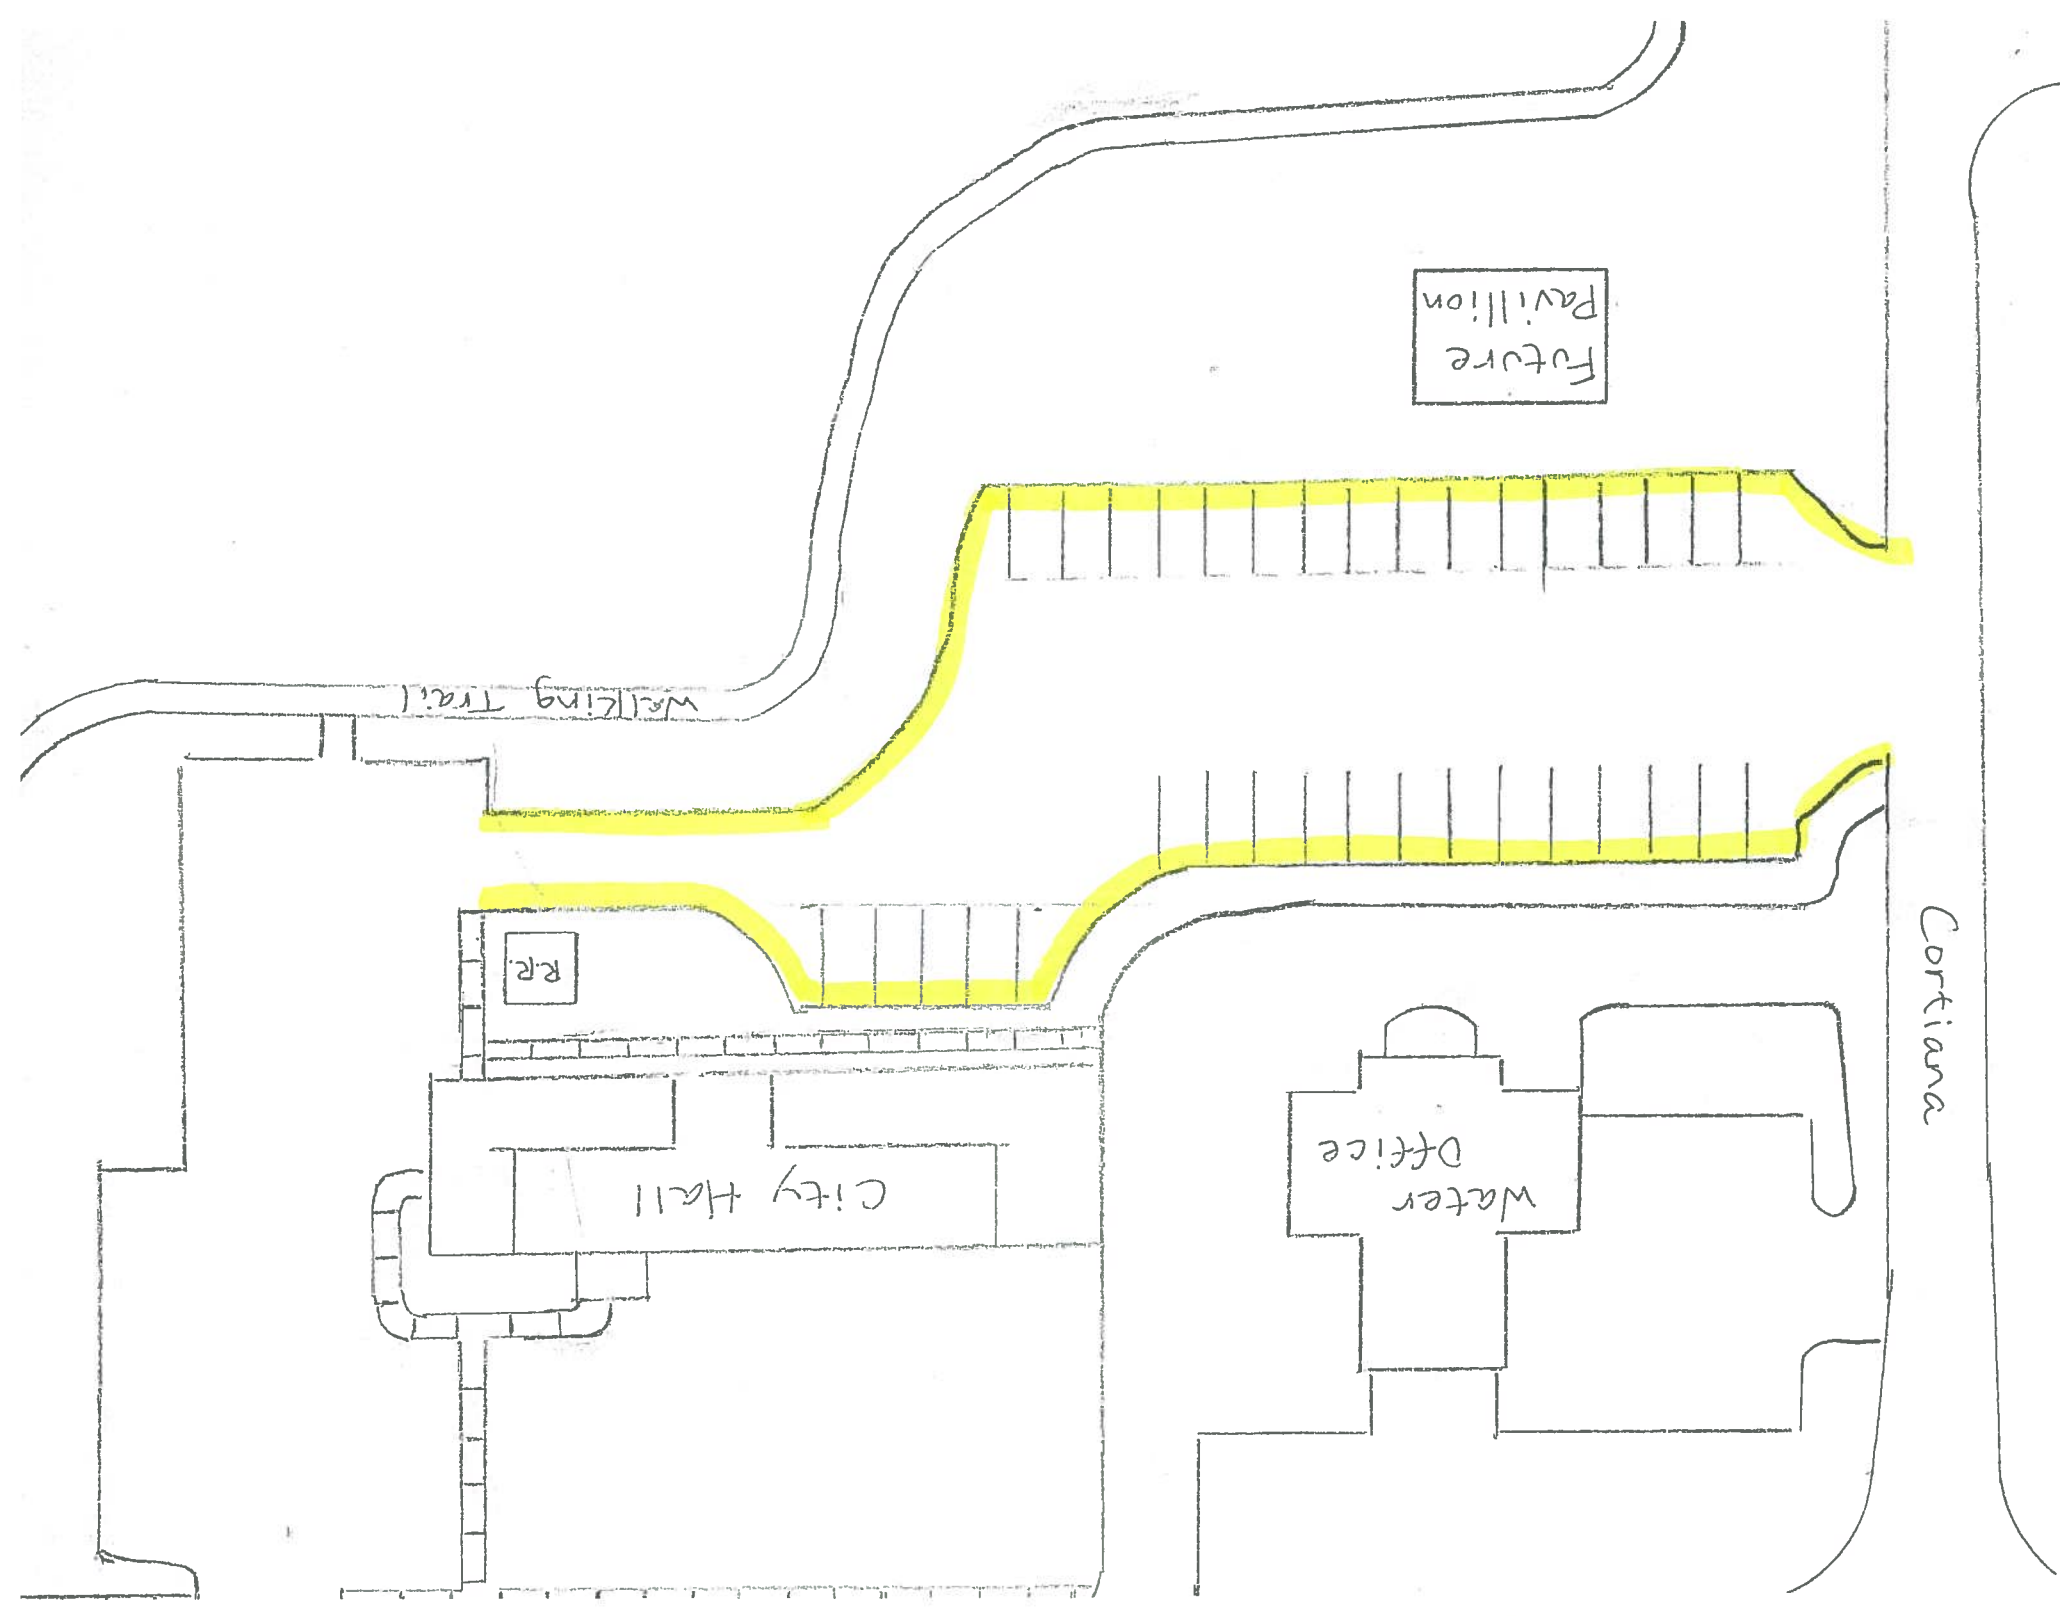 Future
Pavillion
Walking Trail
R.R.
City Hall
Water
Office
Cortiana